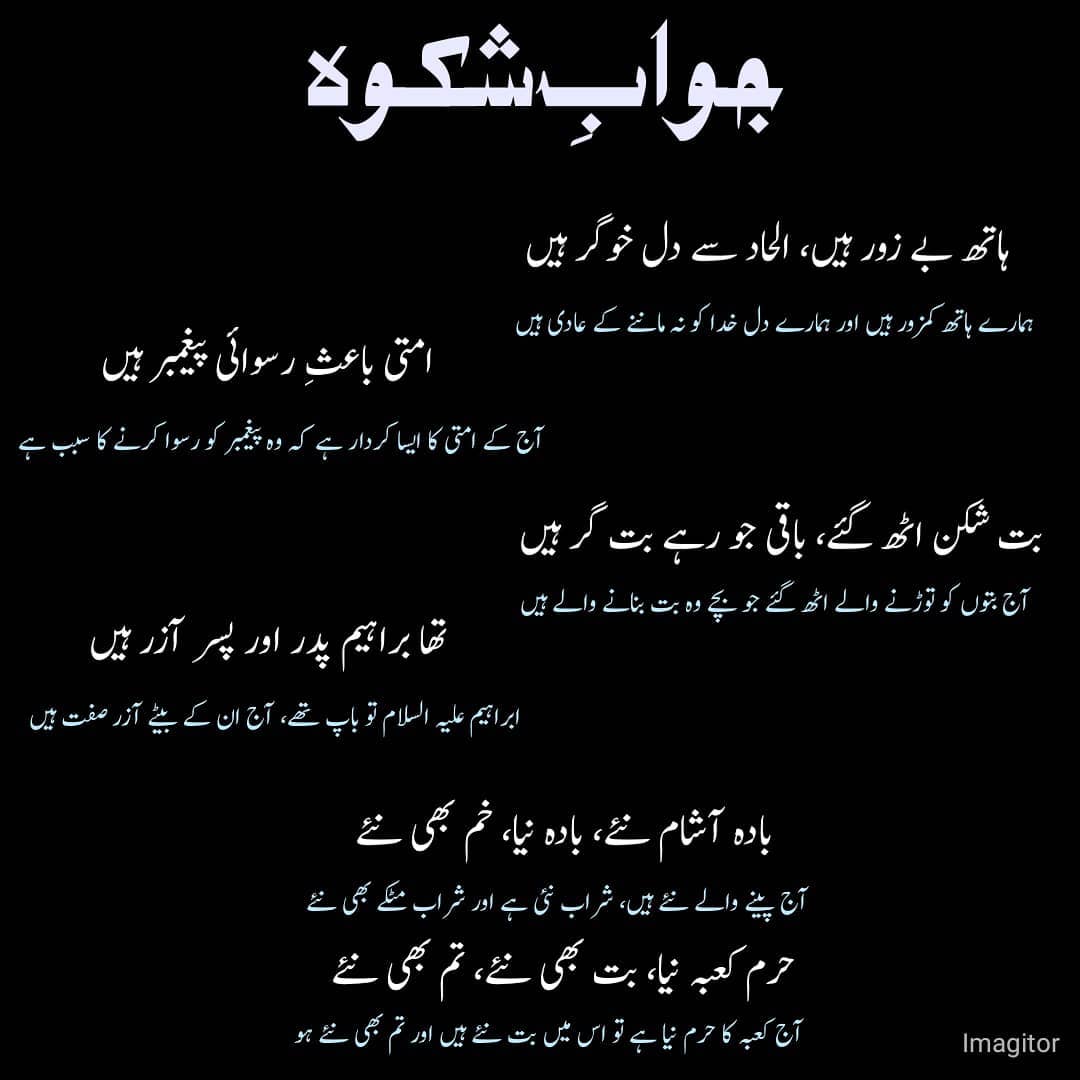 جوابِ شکوہ
ہاتھ بے زور ہیں، الحاد سے دل خوگر ہیں
ہمارے ہاتھ کمزور ہیں اور ہمارے دل خدا کو نہ ماننے کے عادی ہیں
امتی باعثِ رسوائی پیغمبر ہیں
آج کے امتی کا ایسا کردار ہے کہ وہ پیغمبر کو رسوا کرنے کا سبب ہے
بت شکن اٹھ گئے، باقی جو رہے بت گر ہیں
آج بتوں کو توڑنے والے اٹھ گئے جو بچے وہ بت بنانے والے ہیں
تھا براہیم پدر اور پسر آزر ہیں
ابراہیم علیہ السلام تو باپ تھے، آج ان کے بیٹے آزر صفت ہیں
بادہ آشام نئے، بادہ نیا، خم بھی نئے
آج پینے والے نئے ہیں، شراب نئی ہے اور شراب مٹکے بھی نئے
حرم کعبہ نیا، بت بھی نئے، تم بھی نئے
آج کعبہ کا حرم نیا ہے تو اس میں بت نئے ہیں اور تم بھی نئے ہو
Imagitor